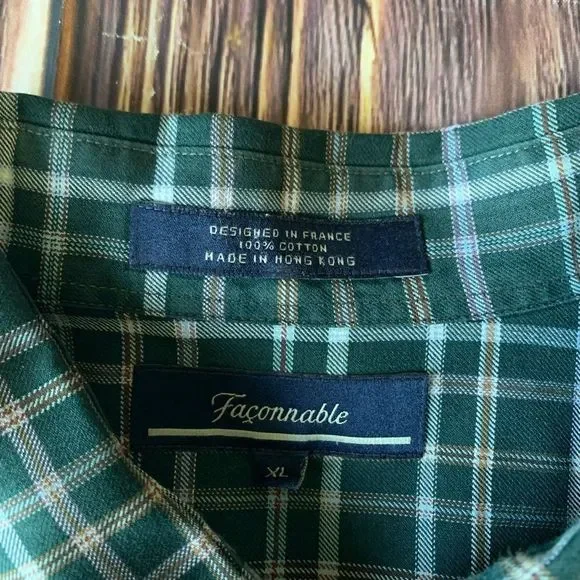 DESIGNED IN FRANCE
100% COTTON
MADE IN HONG KONG
Façonnable
XL